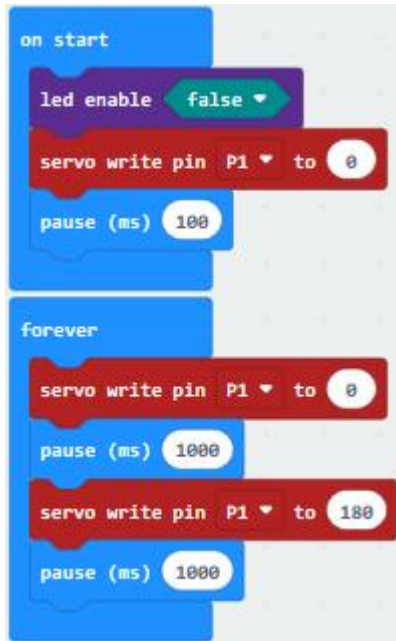 on start
led enable false
servo write pin P1 to 0
pause (ms) 100
forever
servo write pin P1 to 0
pause (ms) 1000
servo write pin P1 to 180
pause (ms) 1000